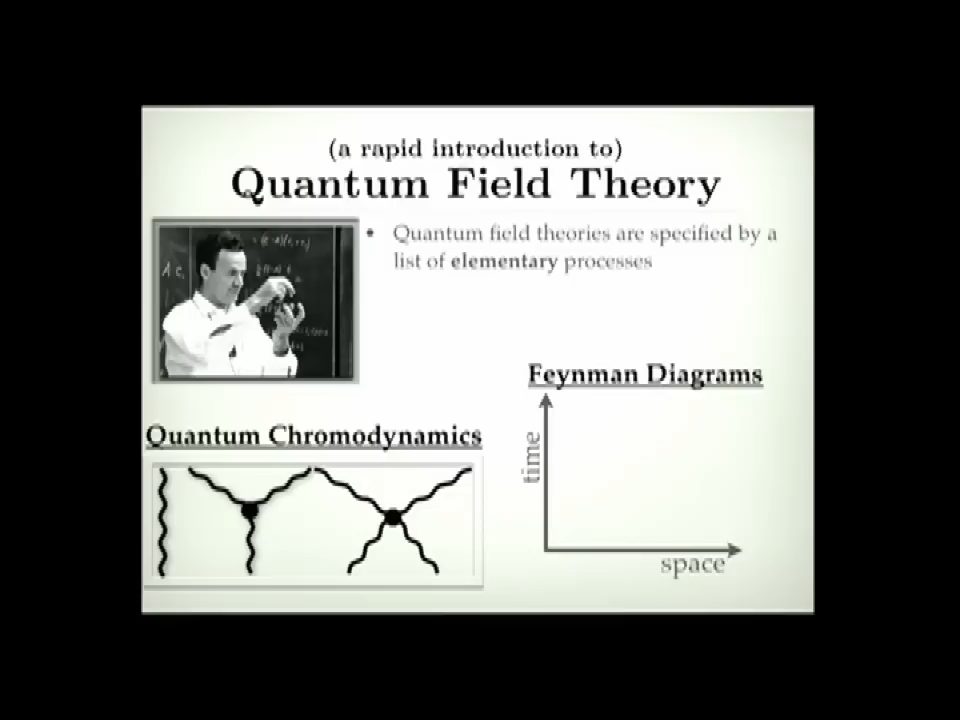 (a rapid introduction to)
Quantum Field Theory
• Quantum field theories are specified by a
list of elementary processes
Feynman Diagrams
time
space
Quantum Chromodynamics